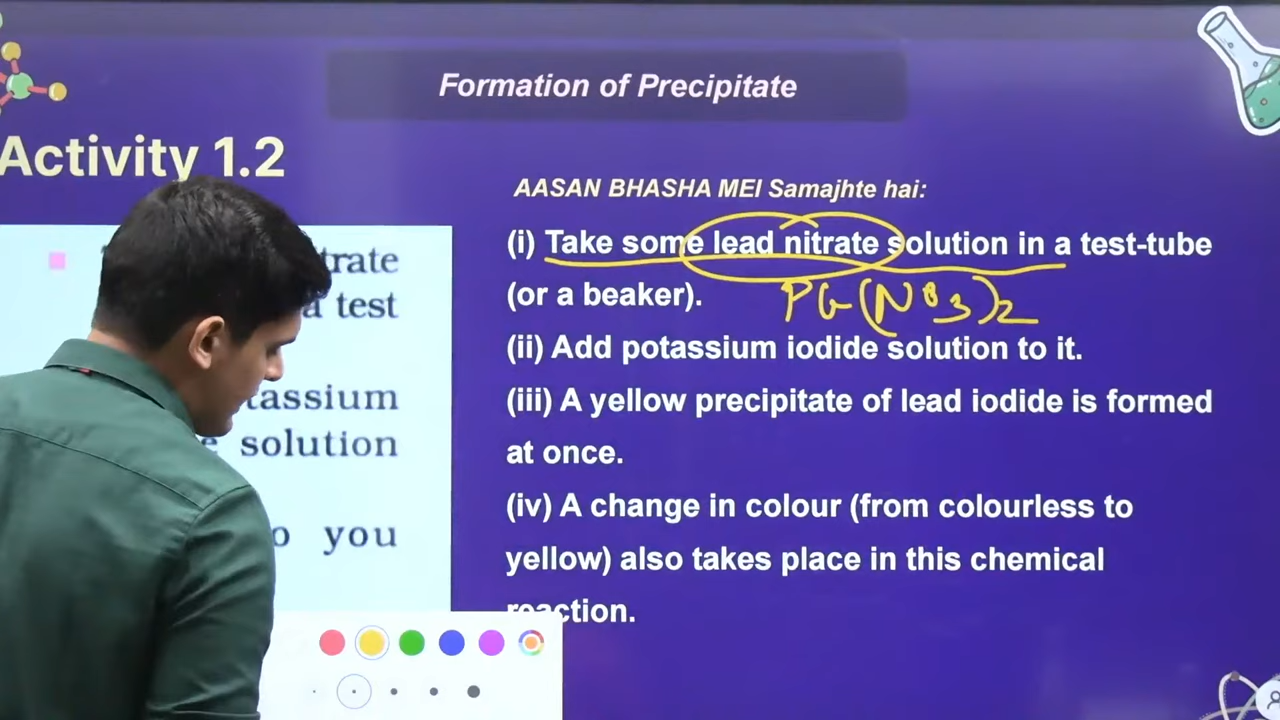 Formation of Precipitate
Activity 1.2
trate
a test
tassium
solution
you
AASAN BHASHA MEI Samajhte hai:
(i) Take some lead nitrate solution in a test-tube
(or a beaker).
Pb(NO3)2
(ii) Add potassium iodide solution to it.
(iii) A yellow precipitate of lead iodide is formed
at once.
(iv) A change in colour (from colourless to
yellow) also takes place in this chemical
reaction.